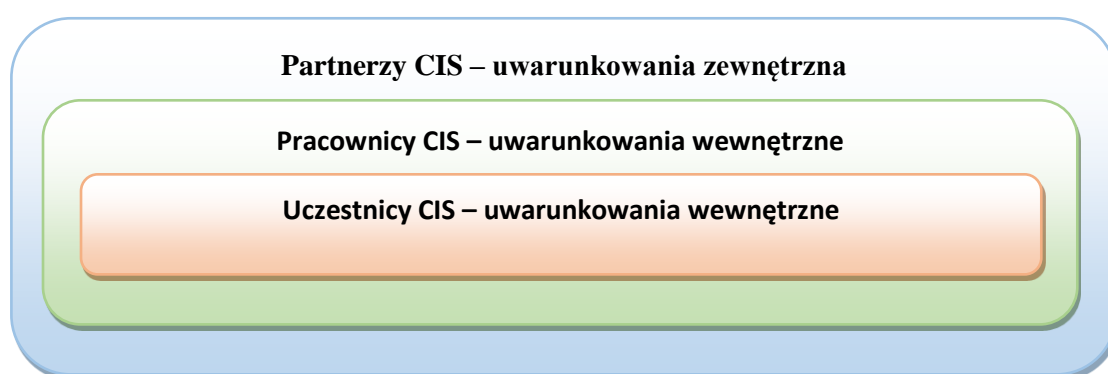 Partnerzy CIS – uwarunkowania zewnętrzna
Pracownicy CIS – uwarunkowania wewnętrzne
Uczestnicy CIS – uwarunkowania wewnętrzne